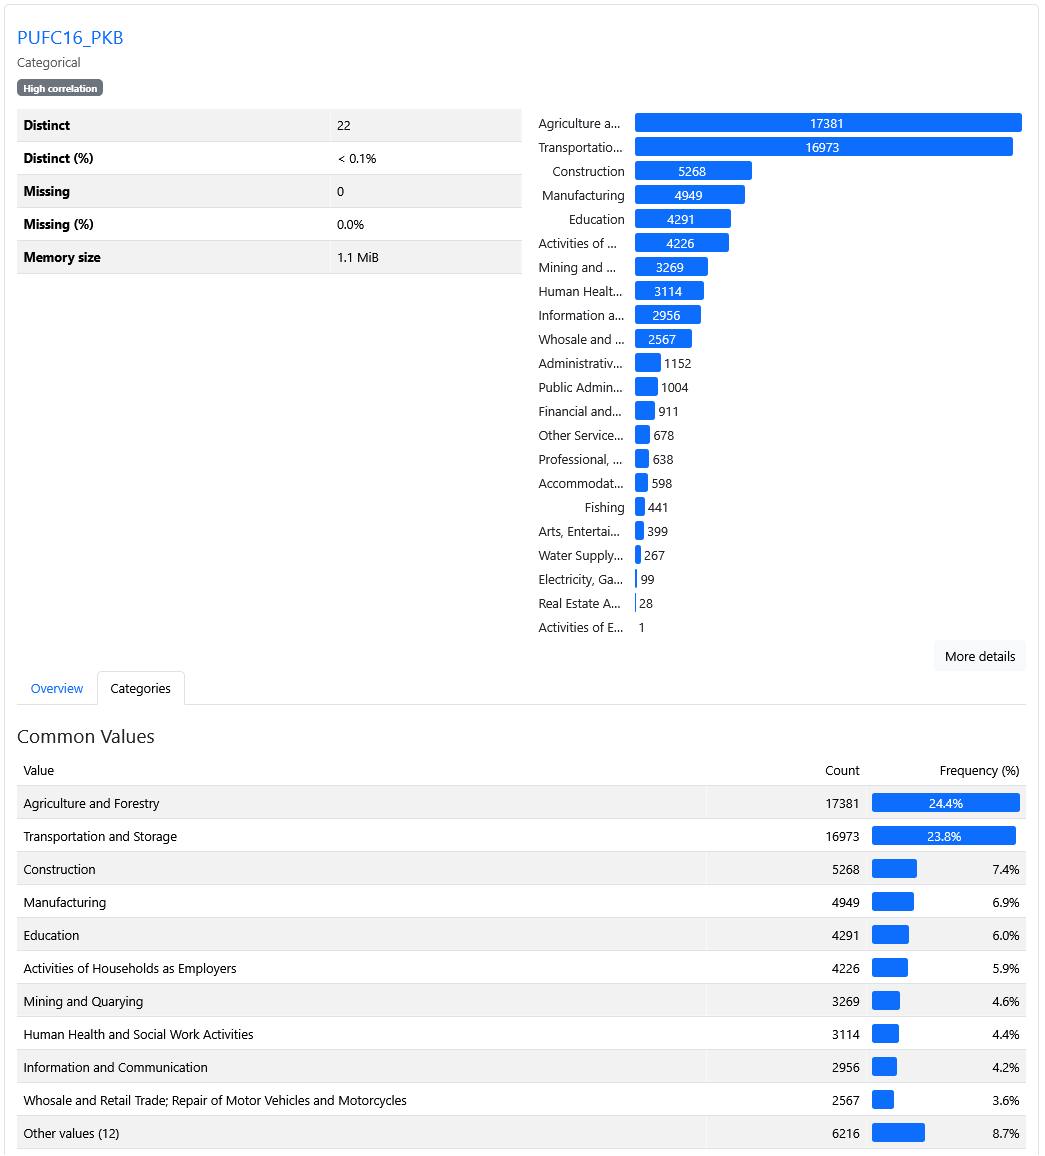 PUFC16_PKB
Categorical
High correlation
Distinct 22
Distinct (%) < 0.1%
Missing 0
Missing (%) 0.0%
Memory size 1.1 MiB
Agriculture a... 17381
Transportatio... 16973
Construction 5268
Manufacturing 4949
Education 4291
Activities of ... 4226
Mining and ... 3269
Human Healt... 3114
Information a... 2956
Whosale and ... 2567
Administrativ... 1152
Public Admin... 1004
Financial and... 911
Other Service... 678
Professional, ... 638
Accommodat... 598
Fishing 441
Arts, Entertai... 399
Water Supply... 267
Electricity, Ga... 99
Real Estate A... 28
Activities of E... 1
More details
Overview Categories
Common Values
Value Count Frequency (%)
Agriculture and Forestry 17381 24.4%
Transportation and Storage 16973 23.8%
Construction 5268 7.4%
Manufacturing 4949 6.9%
Education 4291 6.0%
Activities of Households as Employers 4226 5.9%
Mining and Quarying 3269 4.6%
Human Health and Social Work Activities 3114 4.4%
Information and Communication 2956 4.2%
Whosale and Retail Trade; Repair of Motor Vehicles and Motorcycles 2567 3.6%
Other values (12) 6216 8.7%